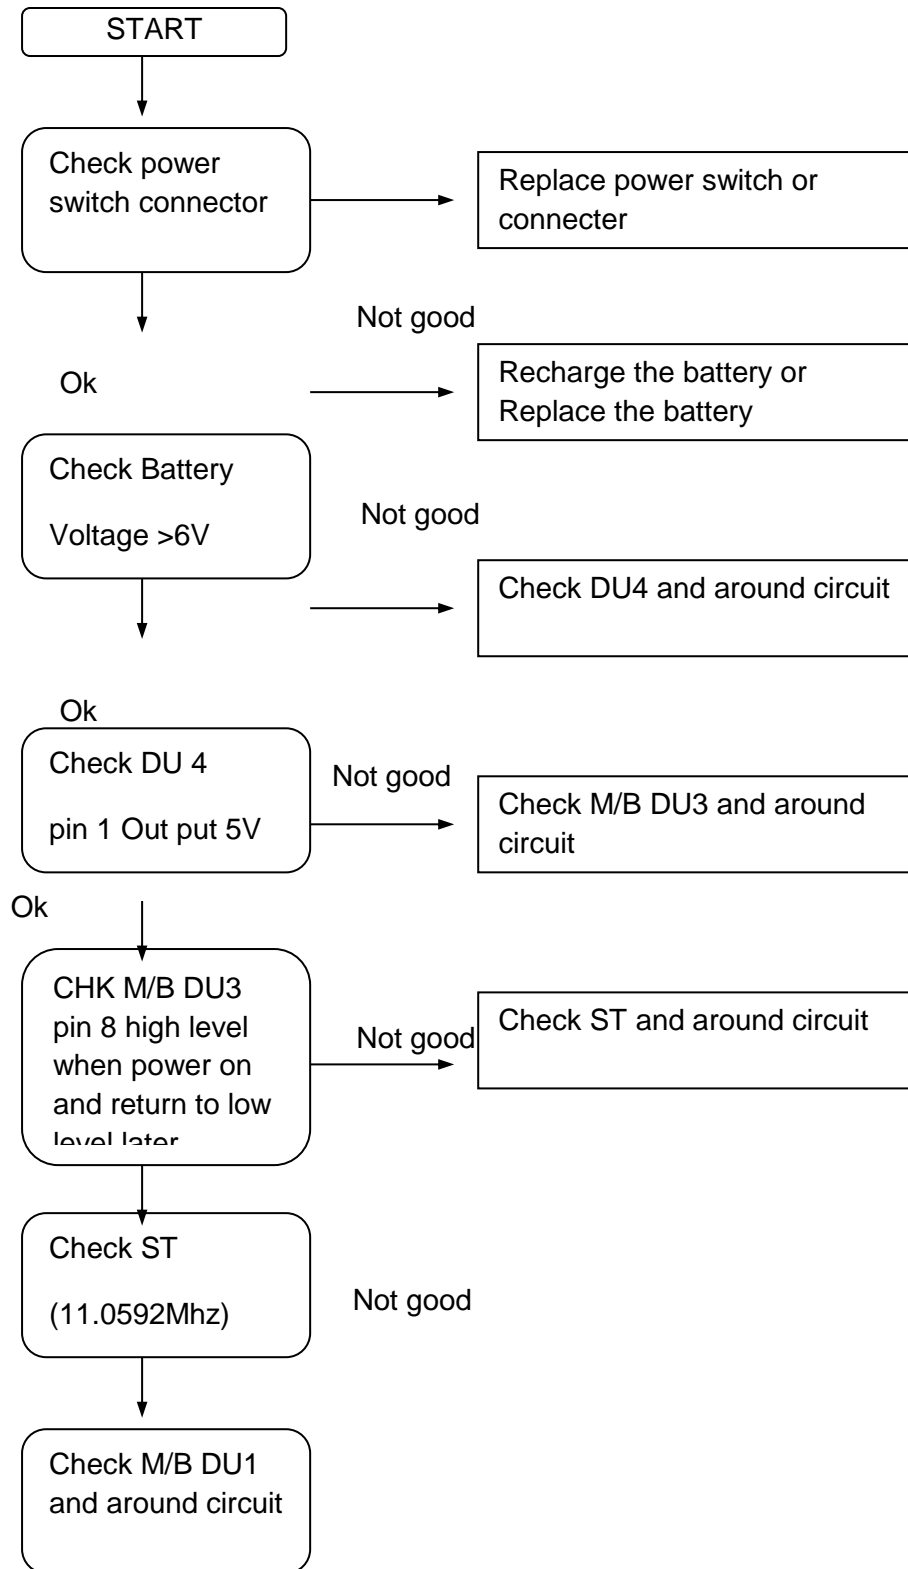 START
Check power
switch connector
Replace power switch or
connecter
Not good
Ok
Recharge the battery or
Replace the battery
Check Battery
Voltage >6V
Not good
Check DU4 and around circuit
Ok
Check DU 4
pin 1 Out put 5V
Not good
Check M/B DU3 and around
circuit
Ok
CHK M/B DU3
pin 8 high level
when power on
and return to low
level later
Not good
Check ST and around circuit
Check ST
(11.0592Mhz)
Not good
Check M/B DU1
and around circuit